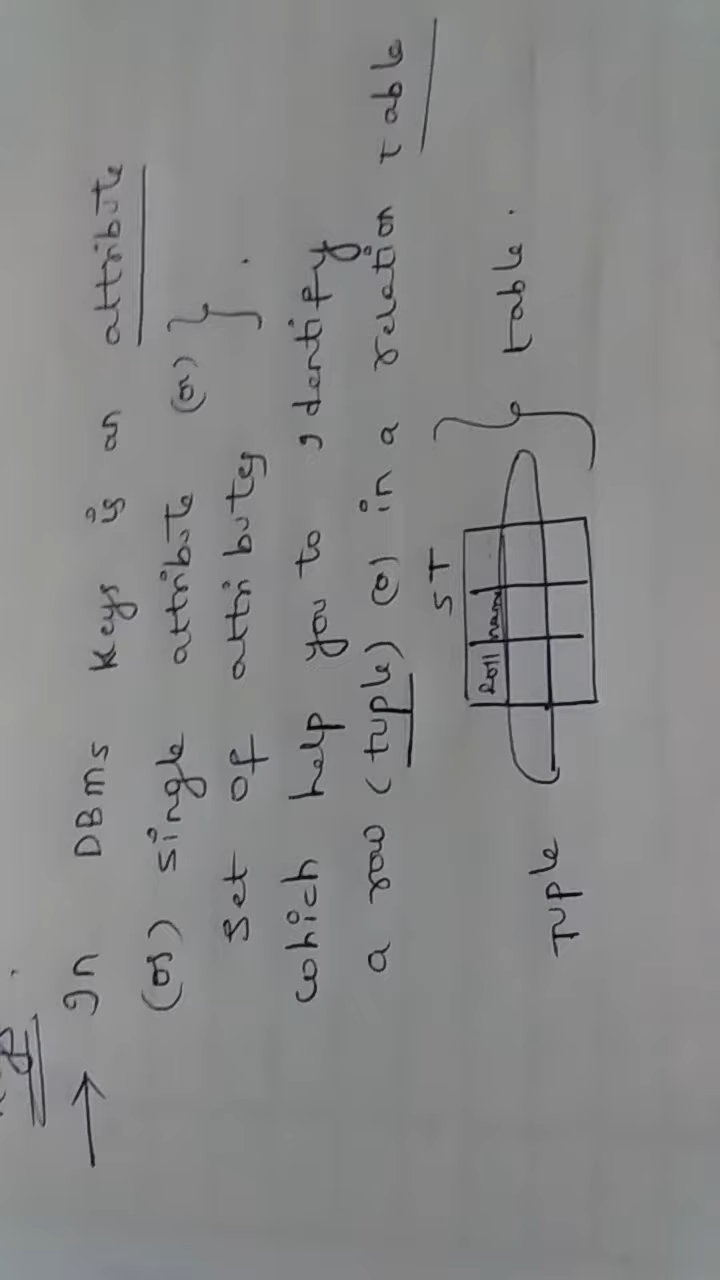 → In DBms Keys is an attribute
(or) single attribute (or)
set of attributes .
which help you to identify
a row (tuple) (o) in a relation table
ST
roll name
Tuple
table.